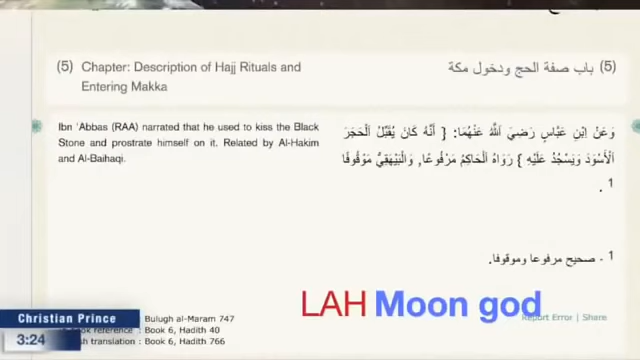 (5) Chapter: Description of Hajj Rituals and
Entering Makka
(5) باب صفة الحج ودخول مكة
Ibn 'Abbas (RAA) narrated that he used to kiss the Black
Stone and prostrate himself on it. Related by Al-Hakim
and Al-Baihaqi.
وَعَنْ اِبْنِ عَبَّاسٍ رَضِيَ اَللَّهُ عَنْهُمَا: { أَنَّهُ كَانَ يُقَبِّلُ اَلْحَجَرَ
اَلْأَسْوَدَ وَيَسْجُدُ عَلَيْهِ } رَوَاهُ اَلْحَاكِمُ مَرْفُوعًا, وَالْبَيْهَقِيُّ مَوْقُوفًا
1 .
1 - صحيح مرفوعا وموقوفا.
LAH Moon god
Christian Prince
3:24
Bulugh al-Maram 747
reference : Book 6, Hadith 40
translation : Book 6, Hadith 766
Report Error | Share